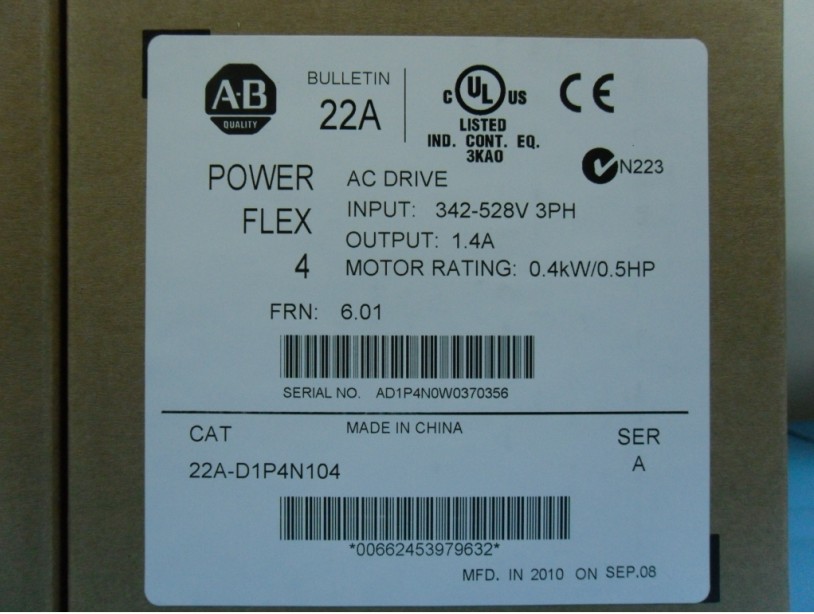 A·B
QUALITY
BULLETIN
22A
C UL US
LISTED
IND. CONT. EQ.
3KA0
CE
N223
POWER
FLEX
4
AC DRIVE
INPUT: 342-528V 3PH
OUTPUT: 1.4A
MOTOR RATING: 0.4kW/0.5HP
FRN: 6.01
SERIAL NO. AD1P4N0W0370356
MADE IN CHINA
CAT
22A-D1P4N104
SER
A
*00662453979632*
MFD. IN 2010 ON SEP.08